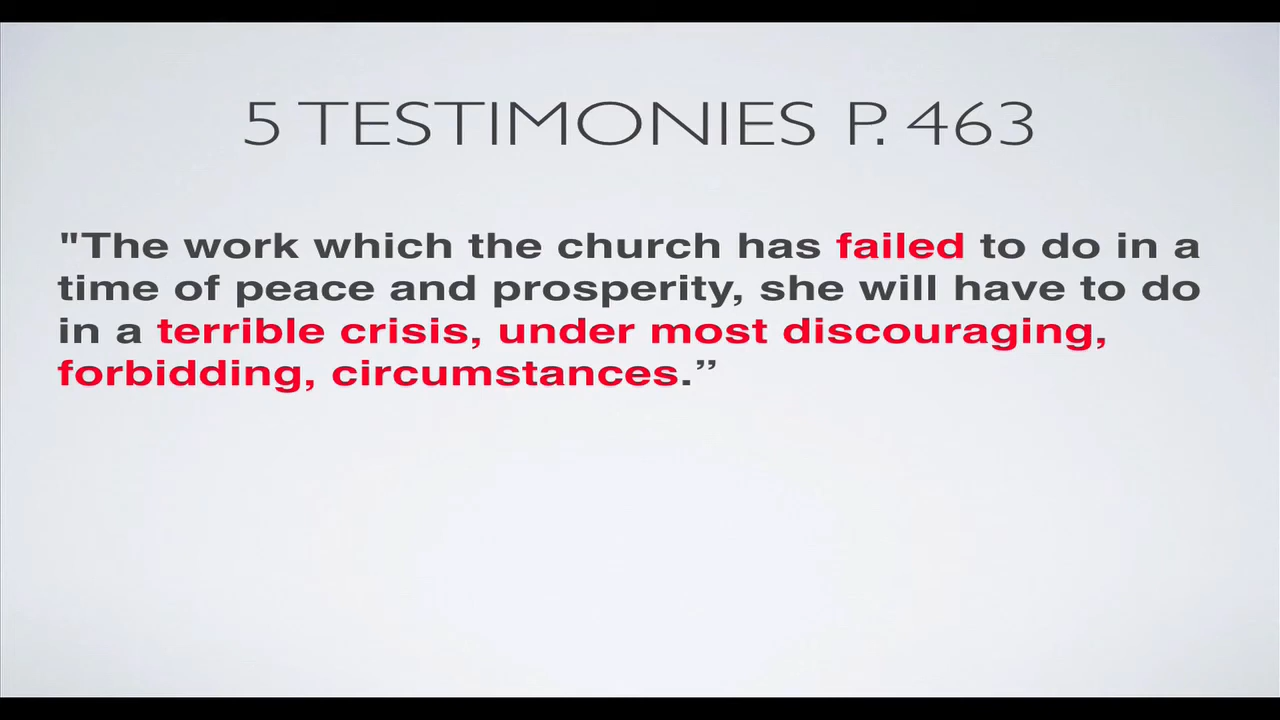 5 TESTIMONIES P. 463
"The work which the church has failed to do in a
time of peace and prosperity, she will have to do
in a terrible crisis, under most discouraging,
forbidding, circumstances.”